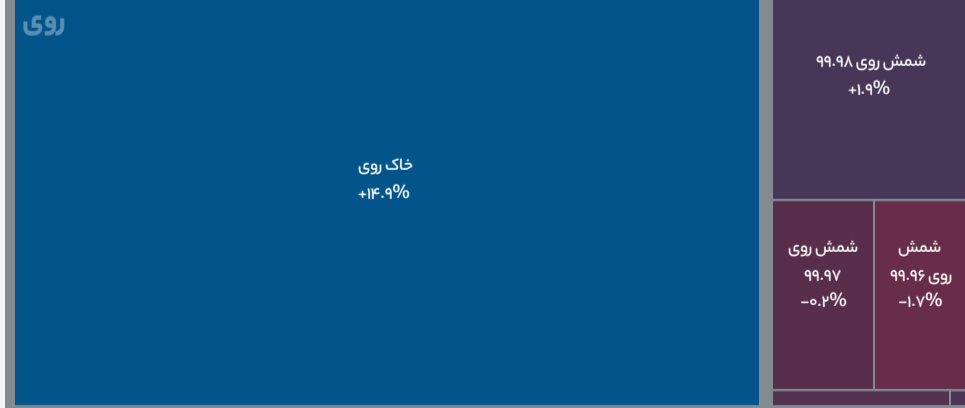 روی
خاک روی
+۱۴.۹%
شمش روی ۹۹.۹۸
+۱.۹%
شمش روی
۹۹.۹۷
-۰.۲%
شمش
روی ۹۹.۹۶
-۱.۷%